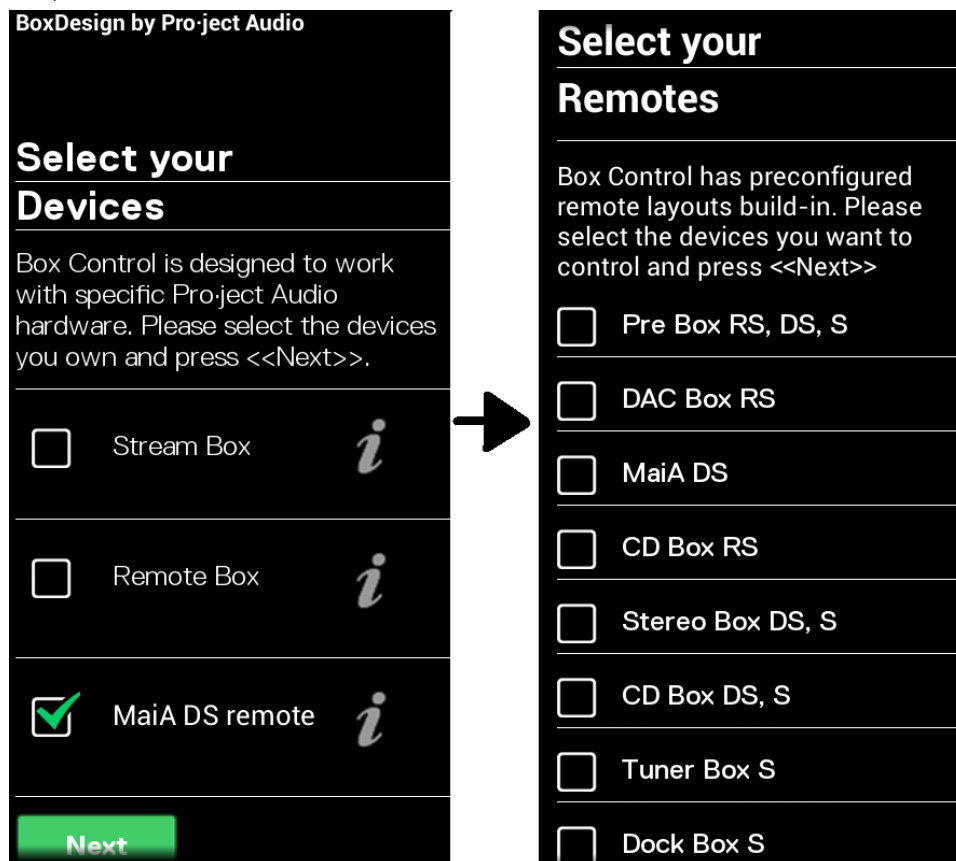 BoxDesign by Pro·ject Audio
Select your
Devices
Box Control is designed to work
with specific Pro·ject Audio
hardware. Please select the devices
you own and press <<Next>>.
Stream Box
Remote Box
MaiA DS remote
Next
Select your
Remotes
Box Control has preconfigured
remote layouts build-in. Please
select the devices you want to
control and press <<Next>>
Pre Box RS, DS, S
DAC Box RS
MaiA DS
CD Box RS
Stereo Box DS, S
CD Box DS, S
Tuner Box S
Dock Box S